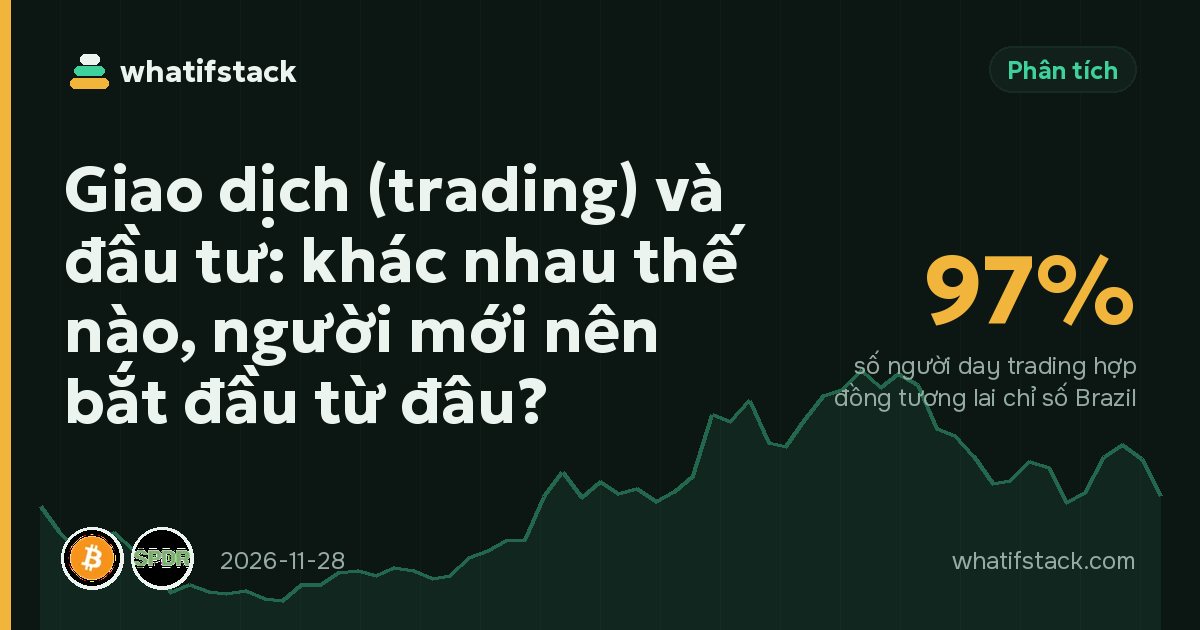 whatifstack
Phân tích
Giao dịch (trading) và
đầu tư: khác nhau thế
nào, người mới nên
bắt đầu từ đâu?
97%
số người day trading hợp
đồng tương lai chỉ số Brazil
SPDR
2026-11-28
whatifstack.com